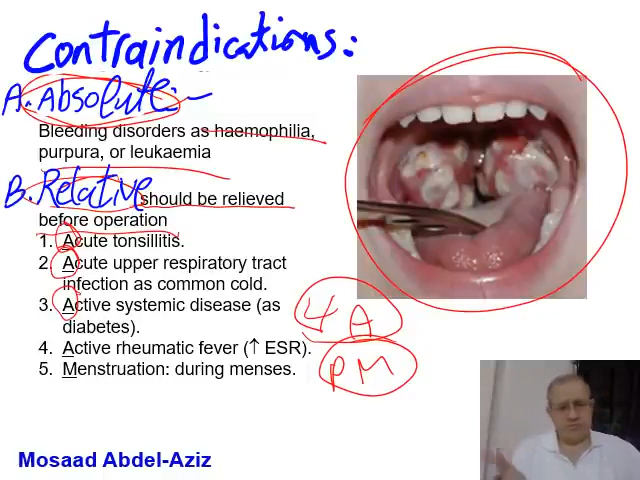 Contraindications:
A. Absolute:-
Bleeding disorders as haemophilia,
purpura, or leukaemia
B. Relative should be relieved
before operation
1. Acute tonsillitis.
2. Acute upper respiratory tract
infection as common cold.
3. Active systemic disease (as
diabetes).
4. Active rheumatic fever (↑ ESR).
5. Menstruation: during menses.
4 A
PM
Mosaad Abdel-Aziz